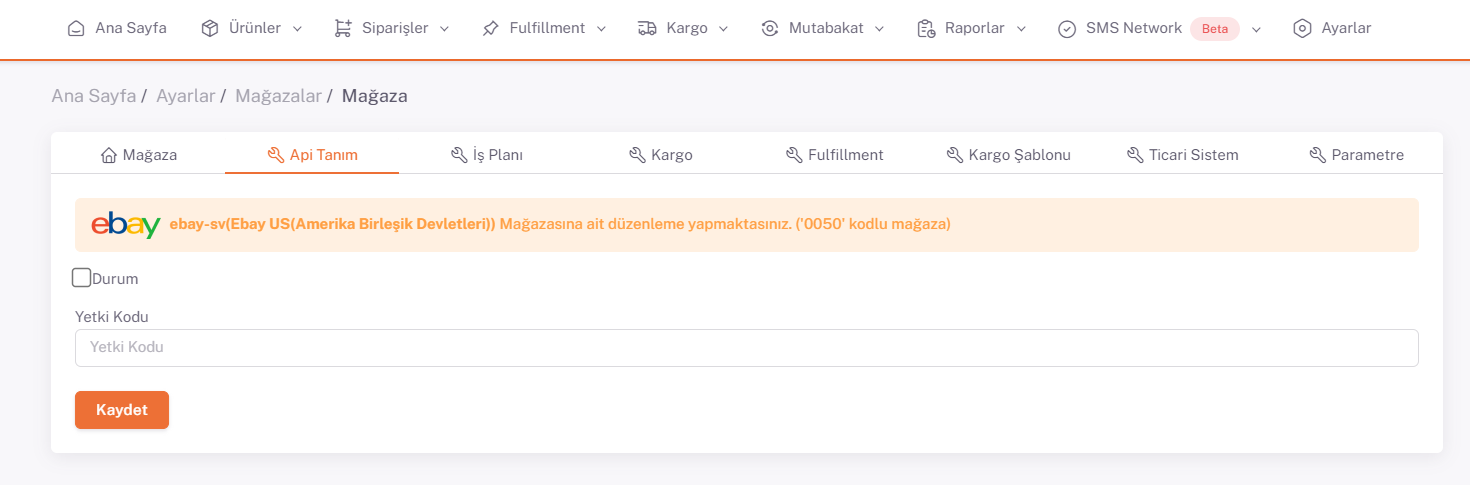 Ana Sayfa Ürünler Siparişler Fulfillment Kargo Mutabakat Raporlar SMS Network Beta Ayarlar
Ana Sayfa / Ayarlar / Mağazalar / Mağaza
Mağaza Api Tanım İş Planı Kargo Fulfillment Kargo Şablonu Ticari Sistem Parametre
ebay ebay-sv(Ebay US(Amerika Birleşik Devletleri)) Mağazasına ait düzenleme yapmaktasınız. ('0050' kodlu mağaza)
Durum
Yetki Kodu
Yetki Kodu
Kaydet